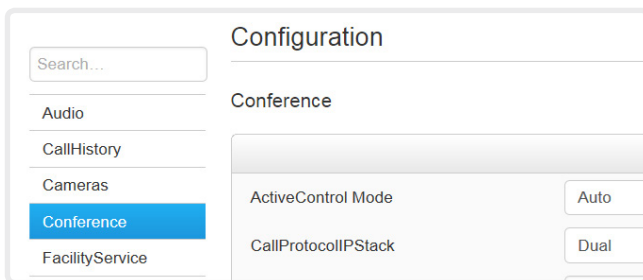 Configuration
Search...
Audio
CallHistory
Cameras
Conference
FacilityService
Conference
ActiveControl Mode Auto
CallProtocolIPStack Dual